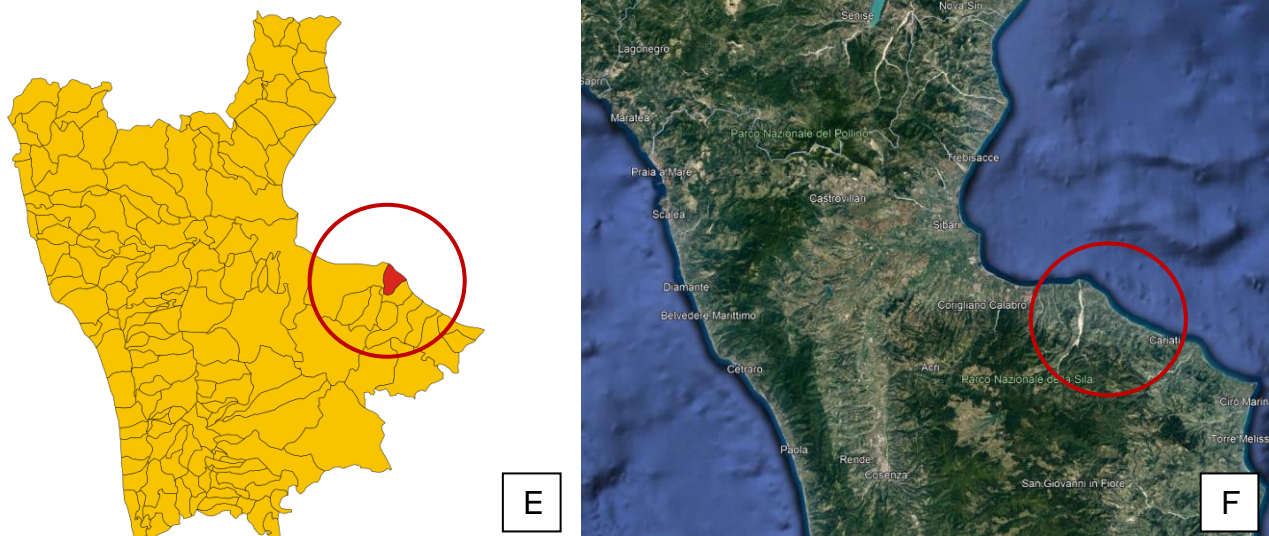 E
Senise
Nova Siri
Lagonegro
Sapri
Maratea
Parco Nazionale del Pollino
Trebisacce
Praia a Mare
Castrovillari
Scalea
Sibari
Diamante
Corigliano Calabro
Belvedere Marittimo
Cariati
Cetraro
Acri
Parco Nazionale della Sila
Cirò Marin
Torre Meliss
Paola
Rende
Cosenza
San Giovanni in Fiore
F